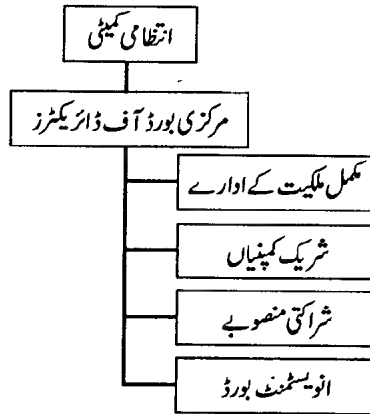 انتظامی کمیٹی
مرکزی بورڈ آف ڈائریکٹرز
مکمل ملکیت کے ادارے
شریک کمپنیاں
شراکتی منصوبے
انویسٹمنٹ بورڈ